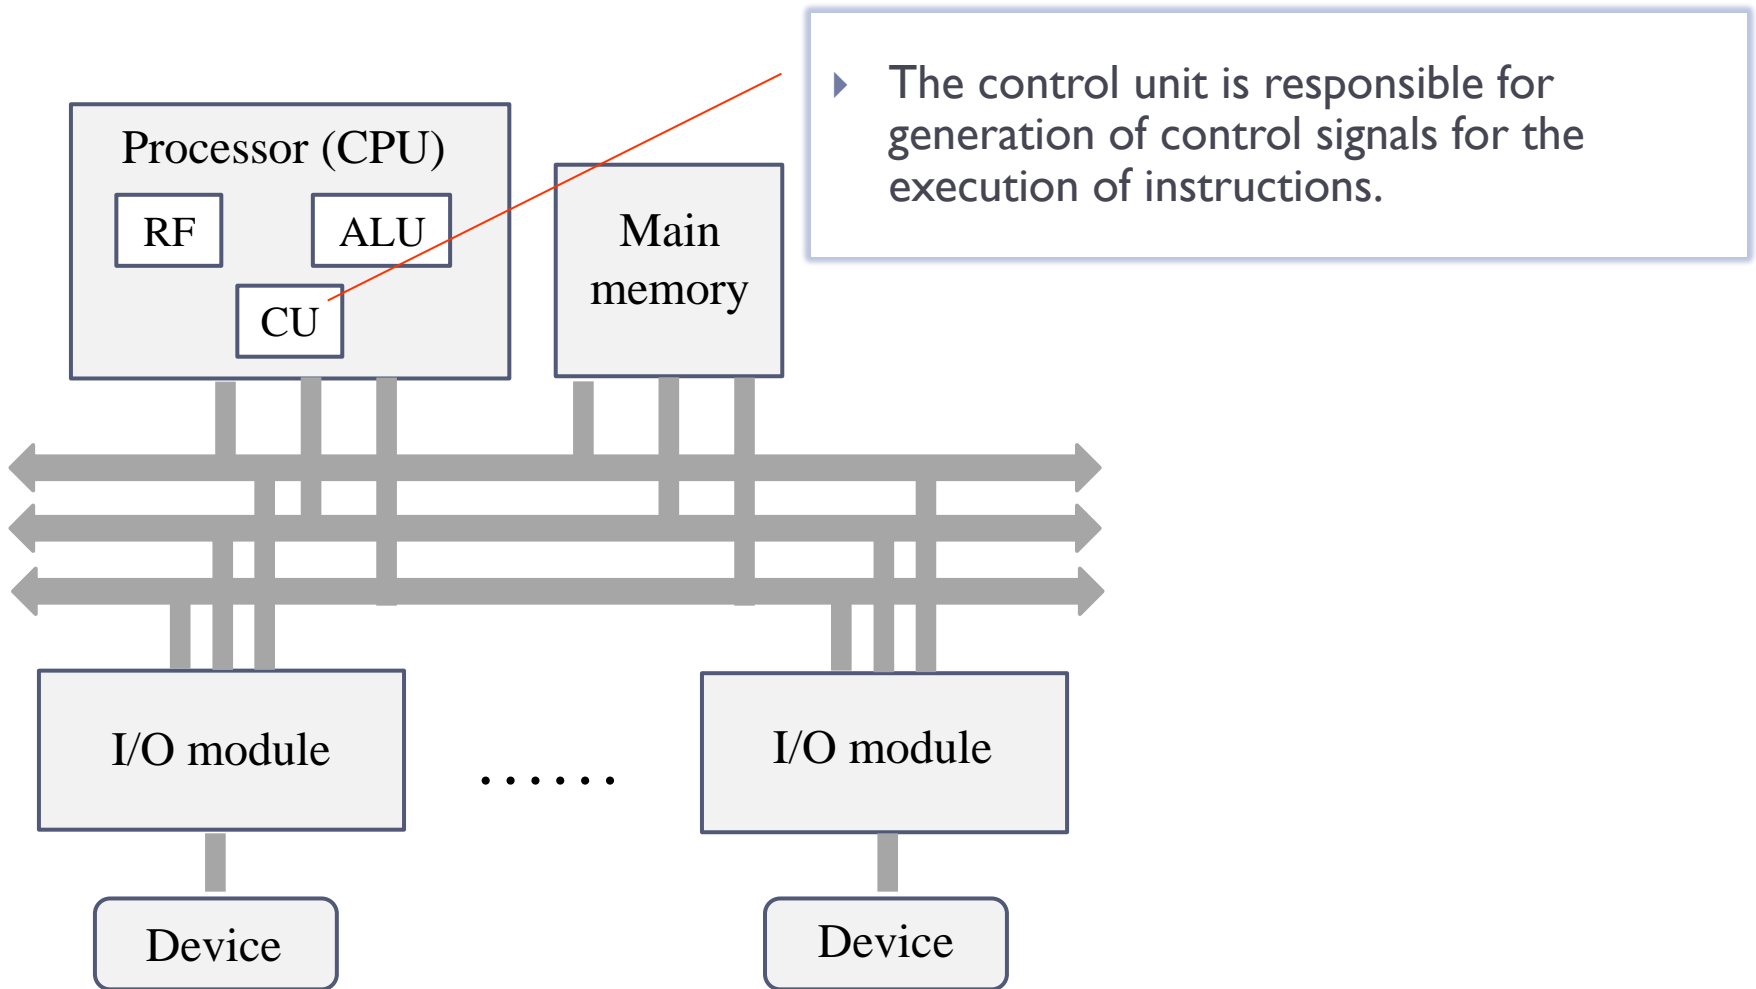 The control unit is responsible for
generation of control signals for the
execution of instructions.
Processor (CPU)
RF
ALU
CU
Main
memory
I/O module
......
I/O module
Device
Device